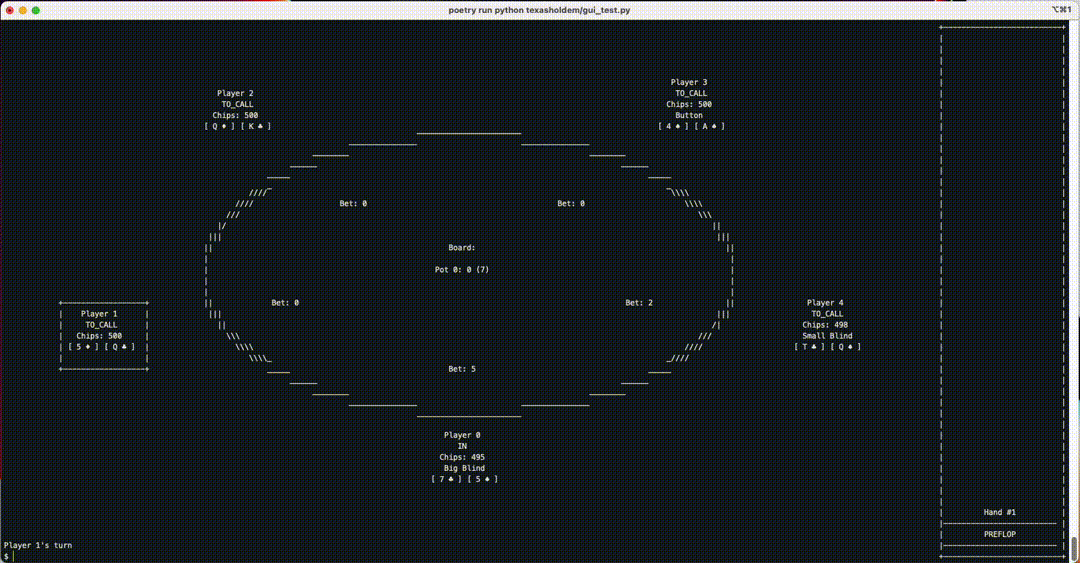 poetry run python texasholdem/gui_test.py
⌥⌘1
Player 2
TO_CALL
Chips: 500
[ Q ♦ ] [ K ♣ ]
Player 3
TO_CALL
Chips: 500
Button
[ 4 ♠ ] [ A ♠ ]
Bet: 0
Bet: 0
Board:
Pot 0: 0 (7)
Bet: 0
Bet: 2
Player 1
TO_CALL
Chips: 500
[ 5 ♦ ] [ Q ♣ ]
Player 4
TO_CALL
Chips: 498
Small Blind
[ T ♣ ] [ Q ♠ ]
Bet: 5
Player 0
IN
Chips: 495
Big Blind
[ 7 ♣ ] [ 5 ♠ ]
Hand #1
PREFLOP
Player 1's turn
$